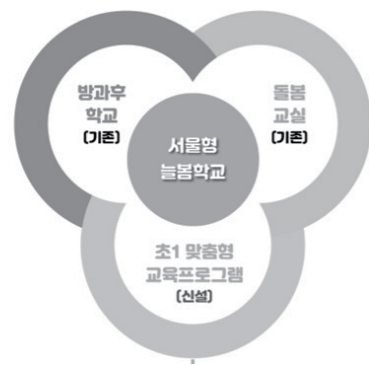 방과후
학교
(기존)
돌봄
교실
(기존)
서울형
늘봄학교
초1 맞춤형
교육프로그램
(신설)